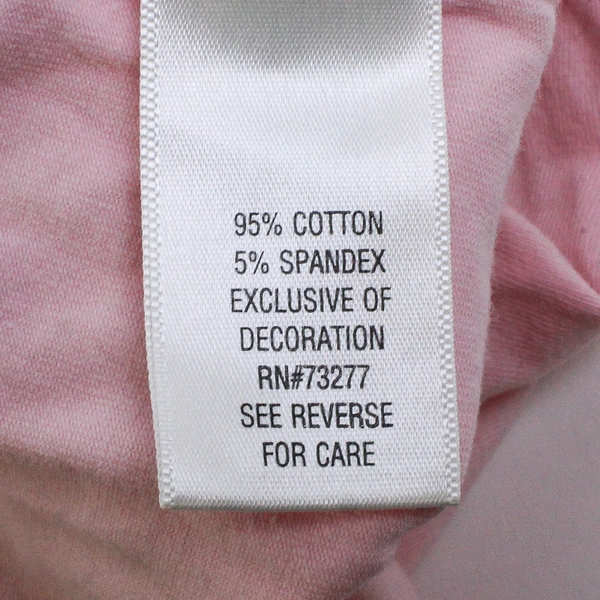 95% COTTON
5% SPANDEX
EXCLUSIVE OF
DECORATION
RN#73277
SEE REVERSE
FOR CARE